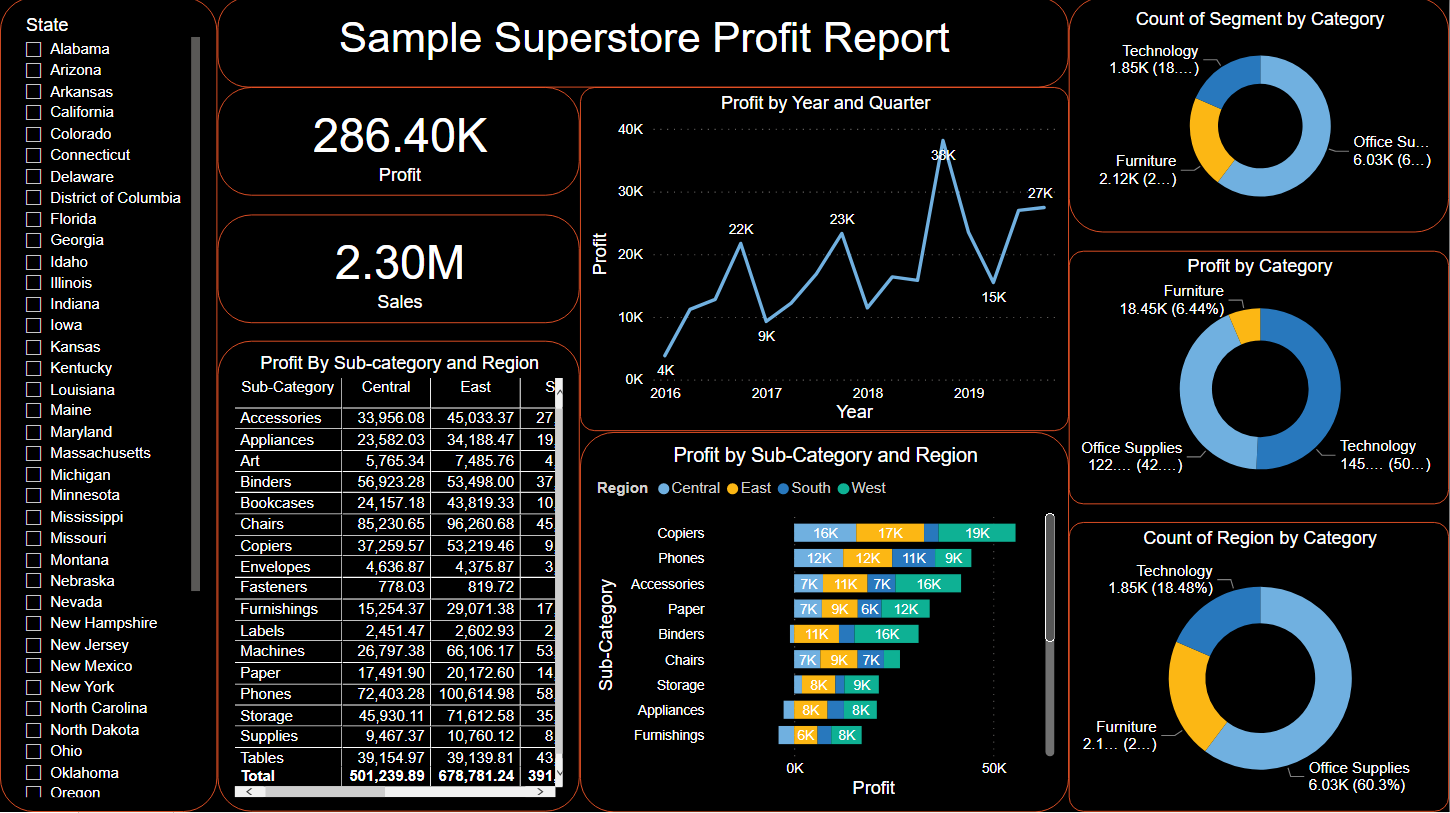 State
Alabama
Arizona
Arkansas
California
Colorado
Connecticut
Delaware
District of Columbia
Florida
Georgia
Idaho
Illinois
Indiana
Iowa
Kansas
Kentucky
Louisiana
Maine
Maryland
Massachusetts
Michigan
Minnesota
Mississippi
Missouri
Montana
Nebraska
Nevada
New Hampshire
New Jersey
New Mexico
New York
North Carolina
North Dakota
Ohio
Oklahoma
Oregon
Sample Superstore Profit Report
286.40K
Profit
2.30M
Sales
Profit By Sub-category and Region
Sub-Category Central East S
Accessories 33,956.08 45,033.37 27,
Appliances 23,582.03 34,188.47 19,
Art 5,765.34 7,485.76 4,
Binders 56,923.28 53,498.00 37,
Bookcases 24,157.18 43,819.33 10,
Chairs 85,230.65 96,260.68 45,
Copiers 37,259.57 53,219.46 9,
Envelopes 4,636.87 4,375.87 3,
Fasteners 778.03 819.72
Furnishings 15,254.37 29,071.38 17,
Labels 2,451.47 2,602.93 2,
Machines 26,797.38 66,106.17 53,
Paper 17,491.90 20,172.60 14,
Phones 72,403.28 100,614.98 58,
Storage 45,930.11 71,612.58 35,
Supplies 9,467.37 10,760.12 8,
Tables 39,154.97 39,139.81 43,
Total 501,239.89 678,781.24 391,
Profit by Year and Quarter
Profit
40K
30K
20K
10K
0K
4K
22K
9K
23K
38K
15K
27K
2016 2017 2018 2019
Year
Profit by Sub-Category and Region
Region Central East South West
Sub-Category
Copiers 16K 17K 19K
Phones 12K 12K 11K 9K
Accessories 7K 11K 7K 16K
Paper 7K 9K 6K 12K
Binders 11K 16K
Chairs 7K 9K 7K
Storage 8K 9K
Appliances 8K 8K
Furnishings 6K 8K
0K 50K
Profit
Count of Segment by Category
Technology
1.85K (18....)
Office Su...
6.03K (6...)
Furniture
2.12K (2...)
Profit by Category
Furniture
18.45K (6.44%)
Office Supplies
122.... (42....)
Technology
145.... (50...)
Count of Region by Category
Technology
1.85K (18.48%)
Furniture
2.1... (2...)
Office Supplies
6.03K (60.3%)